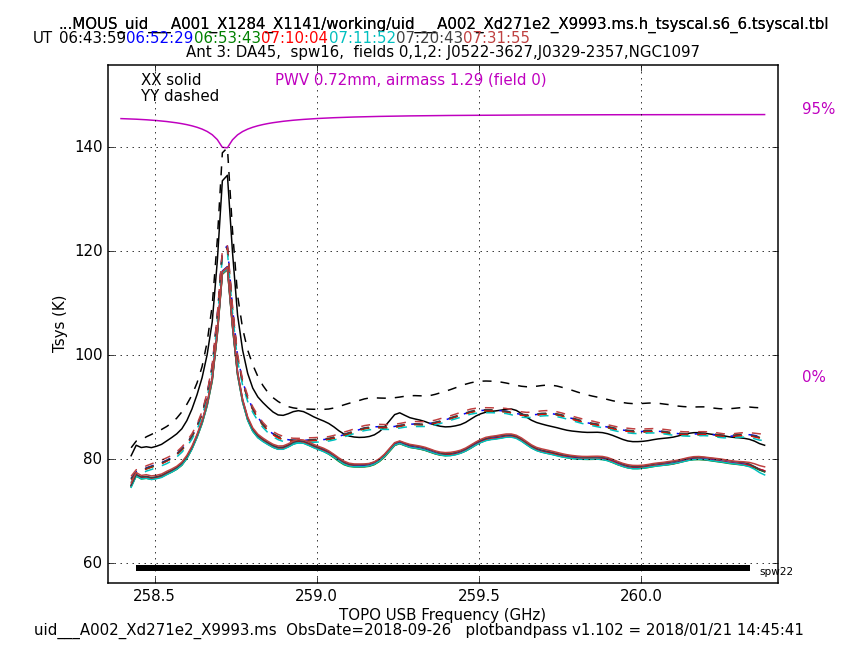 ...MOUS_uid___A001_X1284_X1141/working/uid___A002_Xd271e2_X9993.ms.h_tsyscal.s6_6.tsyscal.tbl
UT 06:43:59 06:52:29 06:53:43 07:10:04 07:11:52 07:20:43 07:31:55
Ant 3: DA45, spw16, fields 0,1,2: J0522-3627,J0329-2357,NGC1097
XX solid
PWV 0.72mm, airmass 1.29 (field 0)
YY dashed
95%
140
120
100
0%
80
60
Tsys (K)
spw22
258.5 259.0 259.5 260.0
TOPO USB Frequency (GHz)
uid___A002_Xd271e2_X9993.ms ObsDate=2018-09-26 plotbandpass v1.102 = 2018/01/21 14:45:41